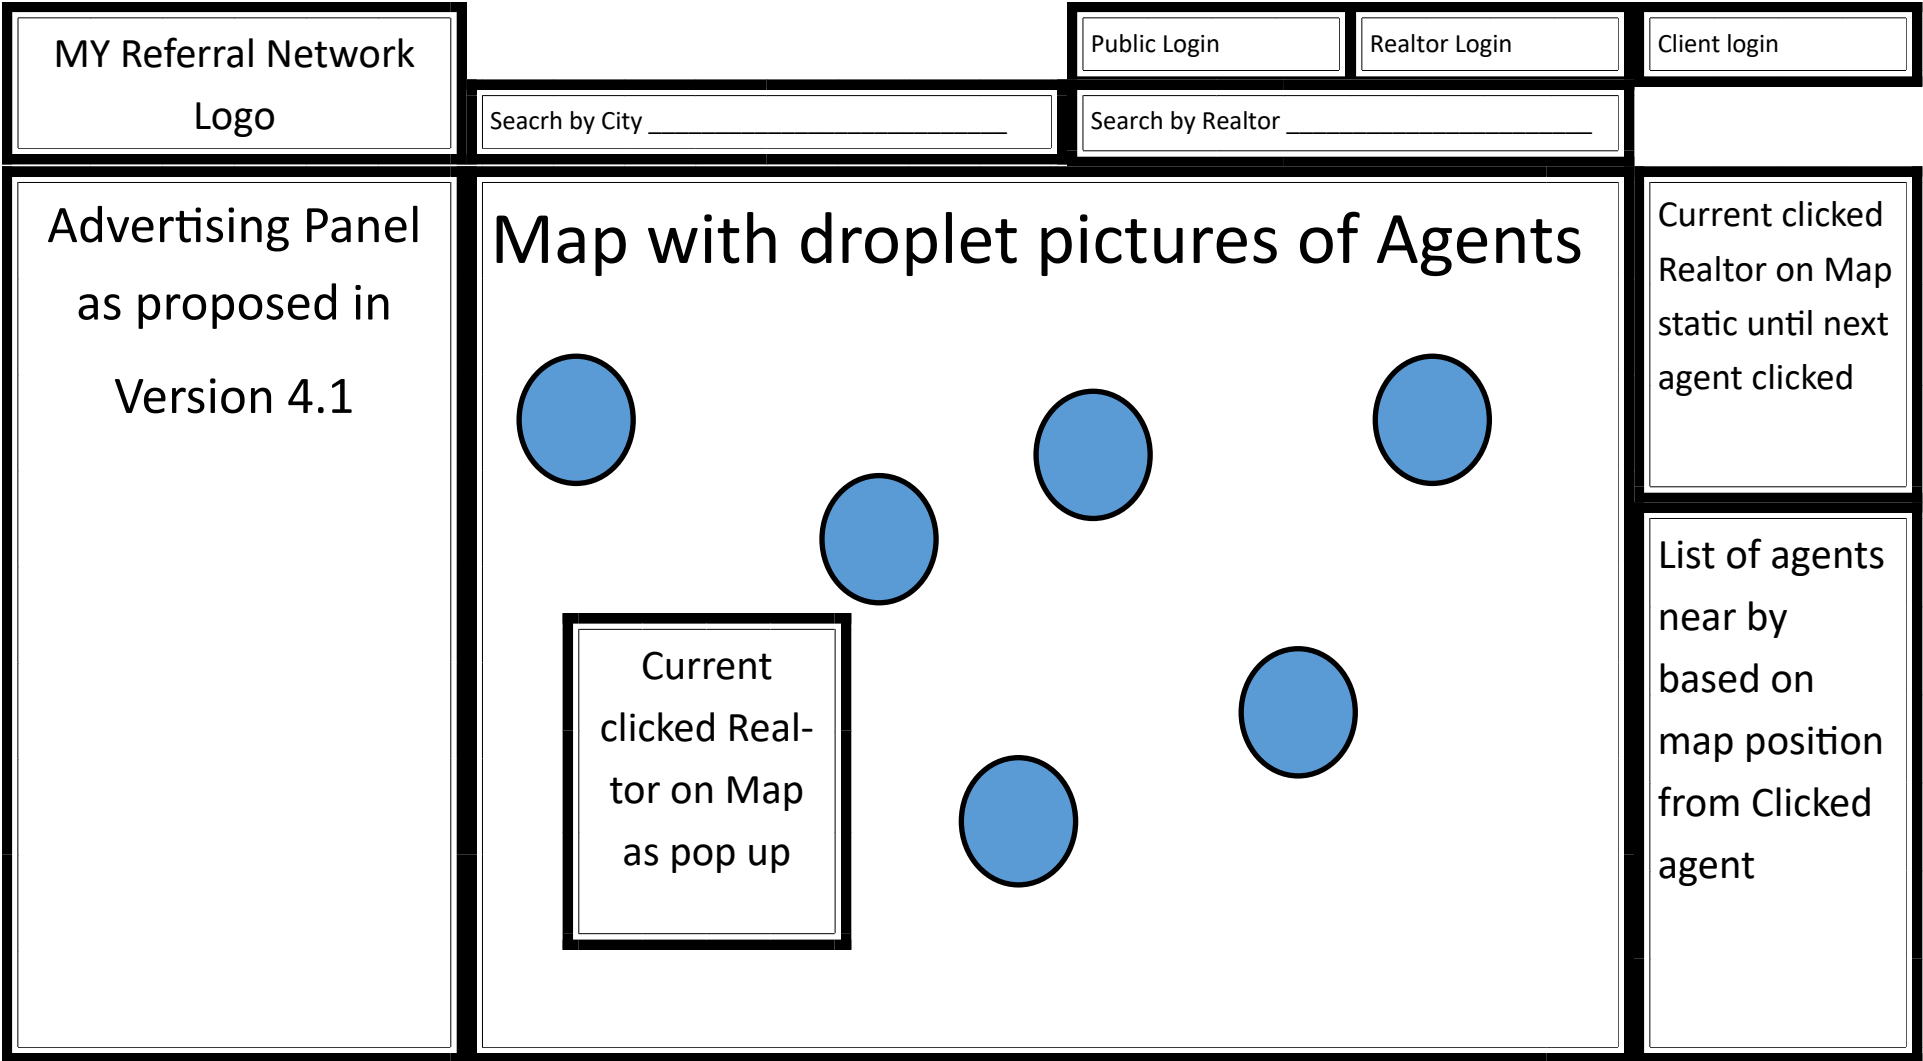 MY Referral Network
Logo
Public Login
Realtor Login
Client login
Seacrh by City ___________________________
Search by Realtor _______________________
Advertising Panel
as proposed in
Version 4.1
Map with droplet pictures of Agents
Current
clicked Real-
tor on Map
as pop up
Current clicked
Realtor on Map
static until next
agent clicked
List of agents
near by
based on
map position
from Clicked
agent